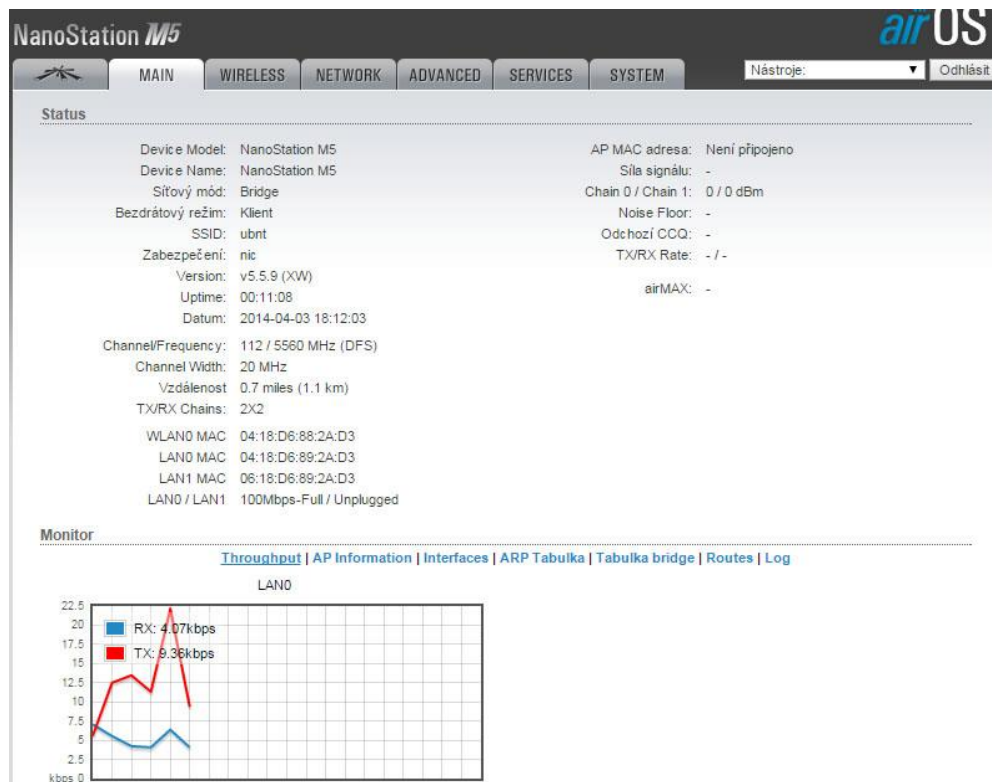 NanoStation M5
airOS
MAIN WIRELESS NETWORK ADVANCED SERVICES SYSTEM Nástroje: Odhlásit
Status
Device Model: NanoStation M5
Device Name: NanoStation M5
Síťový mód: Bridge
Bezdrátový režim: Klient
SSID: ubnt
Zabezpečení: nic
Version: v5.5.9 (XW)
Uptime: 00:11:08
Datum: 2014-04-03 18:12:03
Channel/Frequency: 112 / 5560 MHz (DFS)
Channel Width: 20 MHz
Vzdálenost 0.7 miles (1.1 km)
TX/RX Chains: 2X2
WLAN0 MAC 04:18:D6:88:2A:D3
LAN0 MAC 04:18:D6:89:2A:D3
LAN1 MAC 06:18:D6:89:2A:D3
LAN0 / LAN1 100Mbps-Full / Unplugged
AP MAC adresa: Není připojeno
Síla signálu: -
Chain 0 / Chain 1: 0 / 0 dBm
Noise Floor: -
Odchozí CCQ: -
TX/RX Rate: - / -
airMAX: -
Monitor
Throughput | AP Information | Interfaces | ARP Tabulka | Tabulka bridge | Routes | Log
LAN0
22.5
20
17.5
15
12.5
10
7.5
5
2.5
kbps 0
RX: 4.07kbps
TX: 9.36kbps